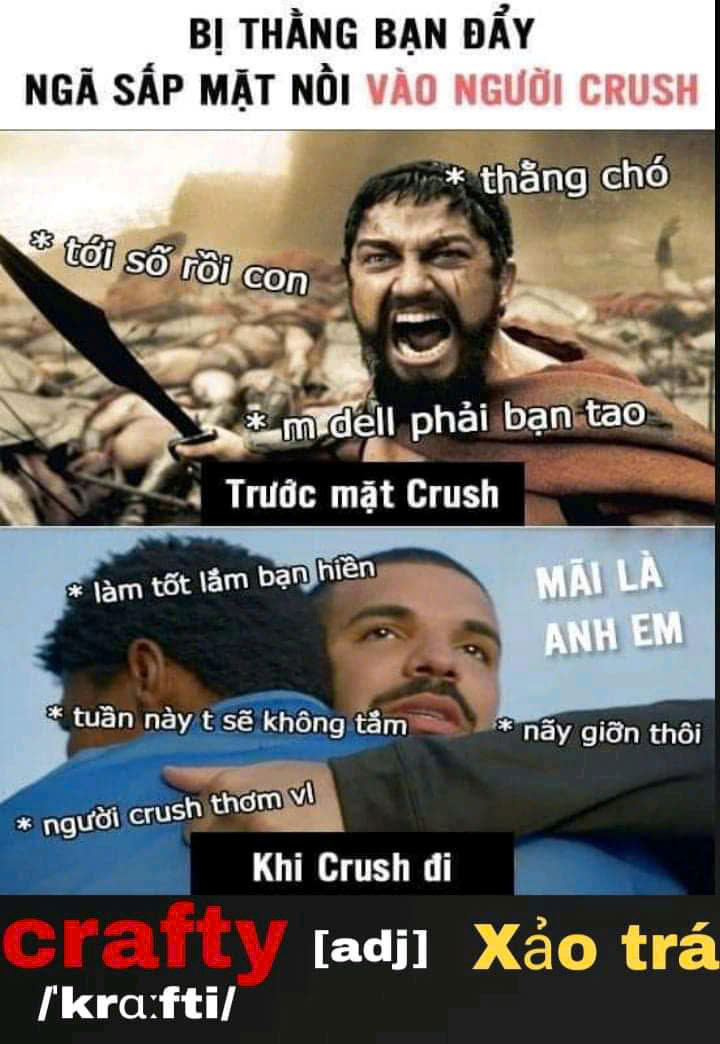 BỊ THẰNG BẠN ĐẨY
NGÃ SẤP MẶT NỒI VÀO NGƯỜI CRUSH
* thằng chó
* tới số rồi con
* m dell phải bạn tao
Trước mặt Crush
* làm tốt lắm bạn hiền
MÃI LÀ
ANH EM
* tuần này t sẽ không tắm
* nãy giỡn thôi
* người crush thơm vl
Khi Crush đi
crafty [adj] Xảo trá
/ˈkrɑːfti/